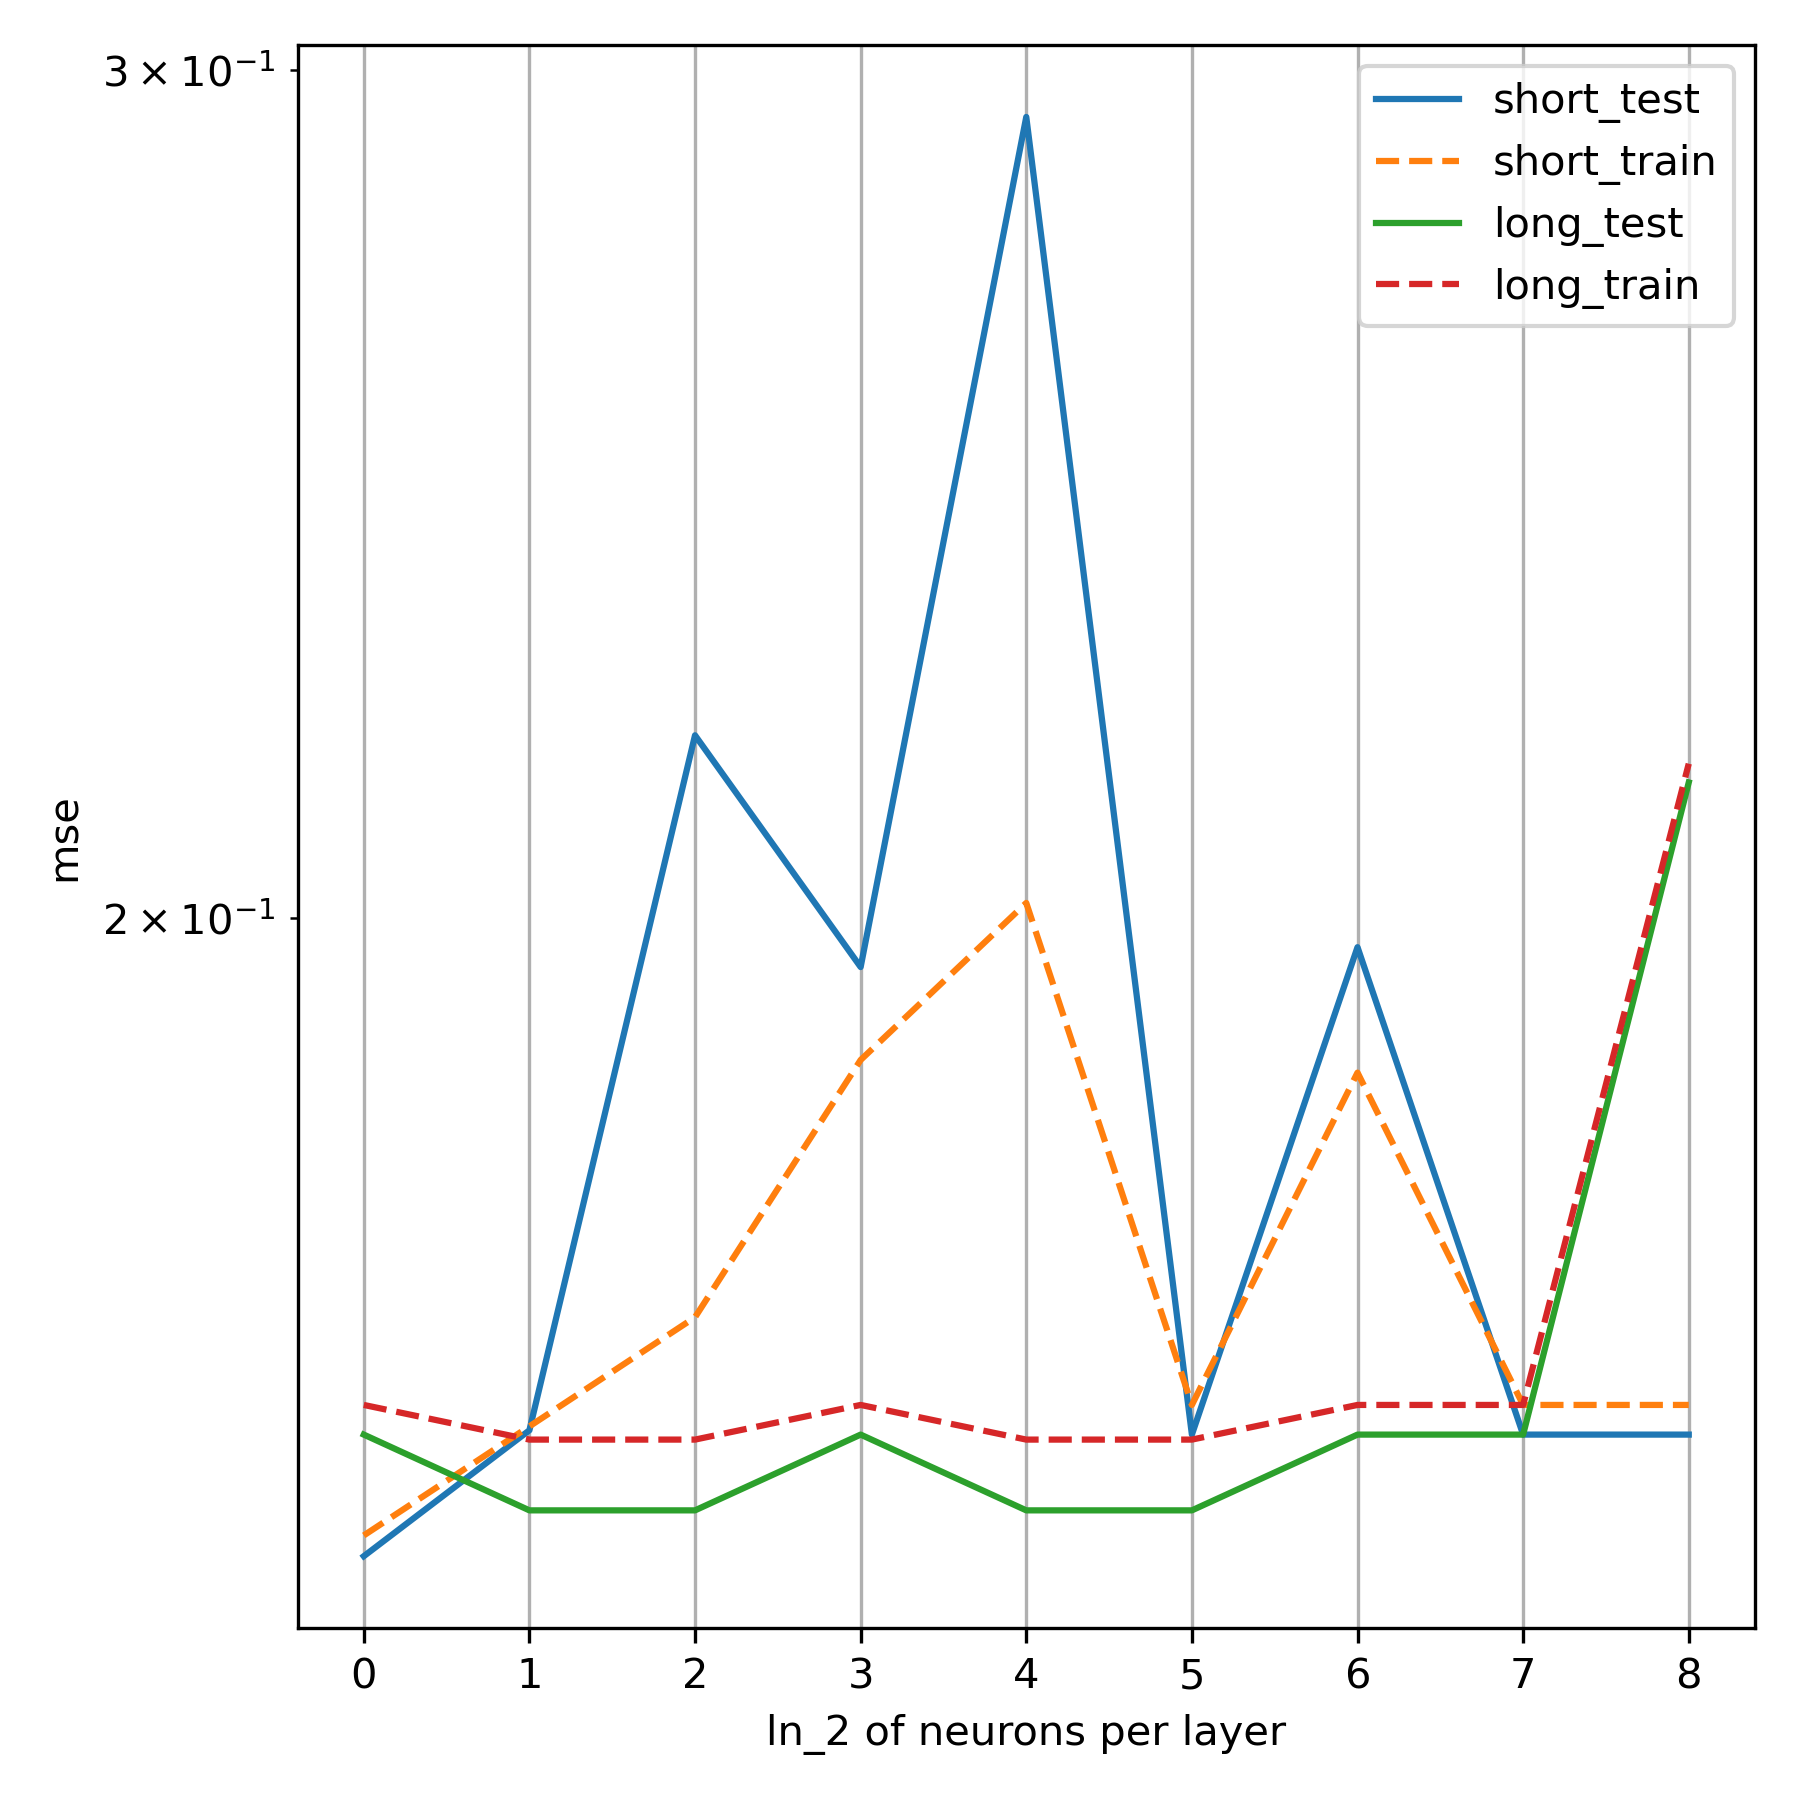 3 × 10⁻¹
2 × 10⁻¹
mse
short_test
short_train
long_test
long_train
0 1 2 3 4 5 6 7 8
ln_2 of neurons per layer